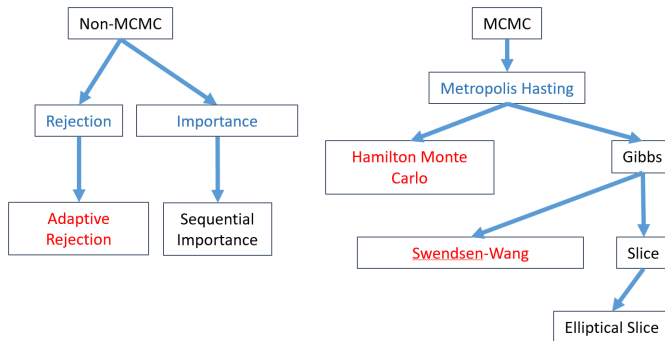 Non-MCMC
MCMC
Metropolis Hasting
Rejection
Importance
Hamilton Monte
Carlo
Gibbs
Adaptive
Rejection
Sequential
Importance
Swendsen-Wang
Slice
Elliptical Slice